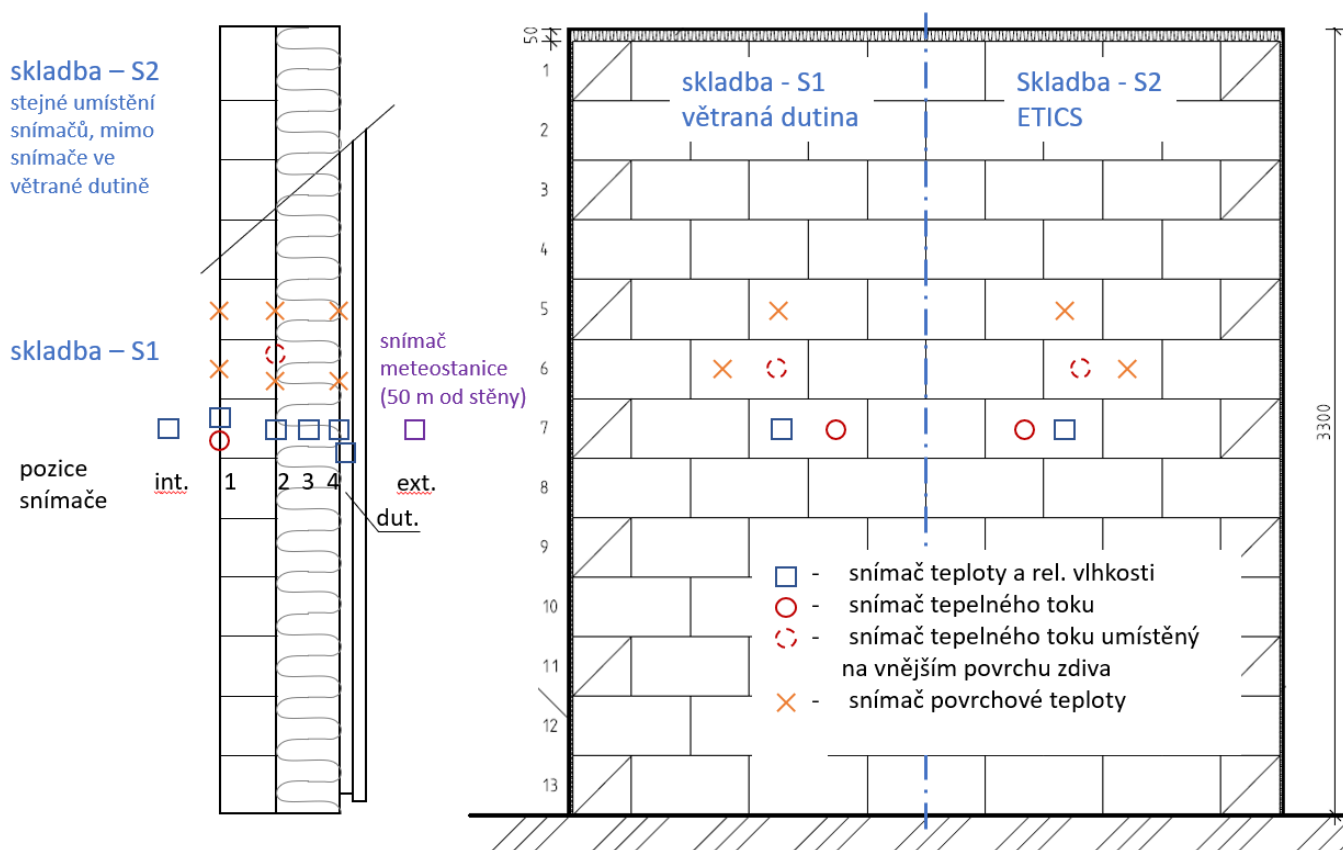 skladba – S2
stejné umístění
snímačů, mimo
snímače ve
větrané dutině
skladba – S1
snímač
meteostanice
(50 m od stěny)
pozice
snímače
int.
1
2
3
4
ext.
dut.
50
1
2
3
4
5
6
7
8
9
10
11
12
13
skladba - S1
větraná dutina
Skladba - S2
ETICS
- snímač teploty a rel. vlhkosti
- snímač tepelného toku
- snímač tepelného toku umístěný
na vnějším povrchu zdiva
- snímač povrchové teploty
3300